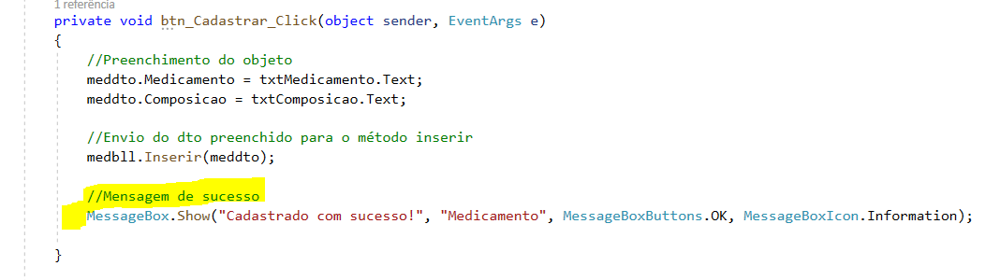 1 referência
private void btn_Cadastrar_Click(object sender, EventArgs e)
{
//Preenchimento do objeto
meddto.Medicamento = txtMedicamento.Text;
meddto.Composicao = txtComposicao.Text;
//Envio do dto preenchido para o método inserir
medbll.Inserir(meddto);
//Mensagem de sucesso
MessageBox.Show("Cadastrado com sucesso!", "Medicamento", MessageBoxButtons.OK, MessageBoxIcon.Information);
}